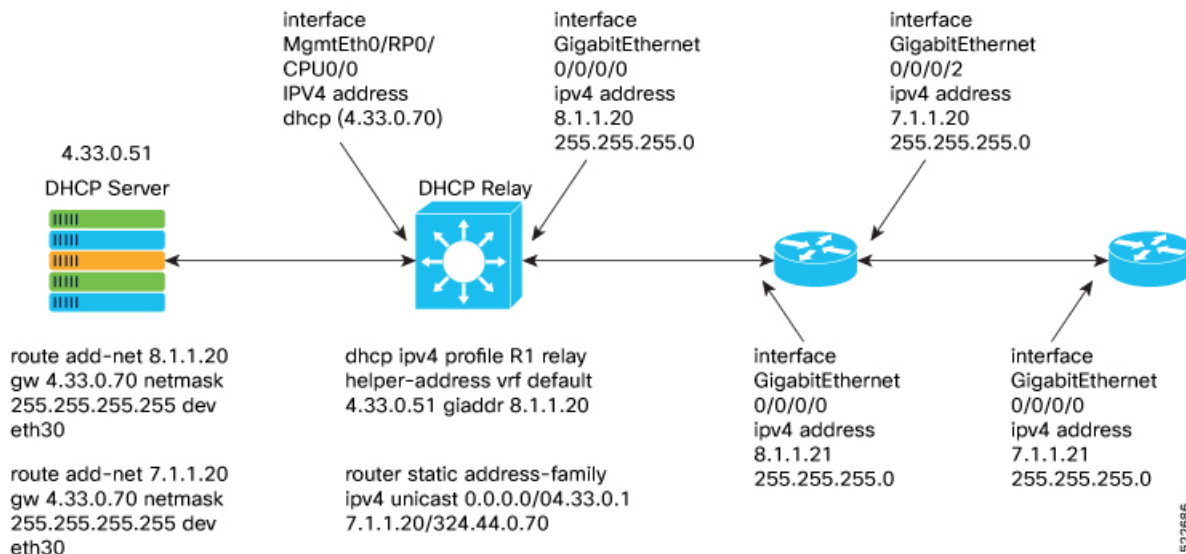 interface
MgmtEth0/RP0/
CPU0/0
IPV4 address
dhcp (4.33.0.70)
interface
GigabitEthernet
0/0/0/0
ipv4 address
8.1.1.20
255.255.255.0
interface
GigabitEthernet
0/0/0/2
ipv4 address
7.1.1.20
255.255.255.0
4.33.0.51
DHCP Server
DHCP Relay
route add-net 8.1.1.20
gw 4.33.0.70 netmask
255.255.255.255 dev
eth30
route add-net 7.1.1.20
gw 4.33.0.70 netmask
255.255.255.255 dev
eth30
dhcp ipv4 profile R1 relay
helper-address vrf default
4.33.0.51 giaddr 8.1.1.20
router static address-family
ipv4 unicast 0.0.0.0/04.33.0.1
7.1.1.20/324.44.0.70
interface
GigabitEthernet
0/0/0/0
ipv4 address
8.1.1.21
255.255.255.0
interface
GigabitEthernet
0/0/0/0
ipv4 address
7.1.1.21
255.255.255.0
522686